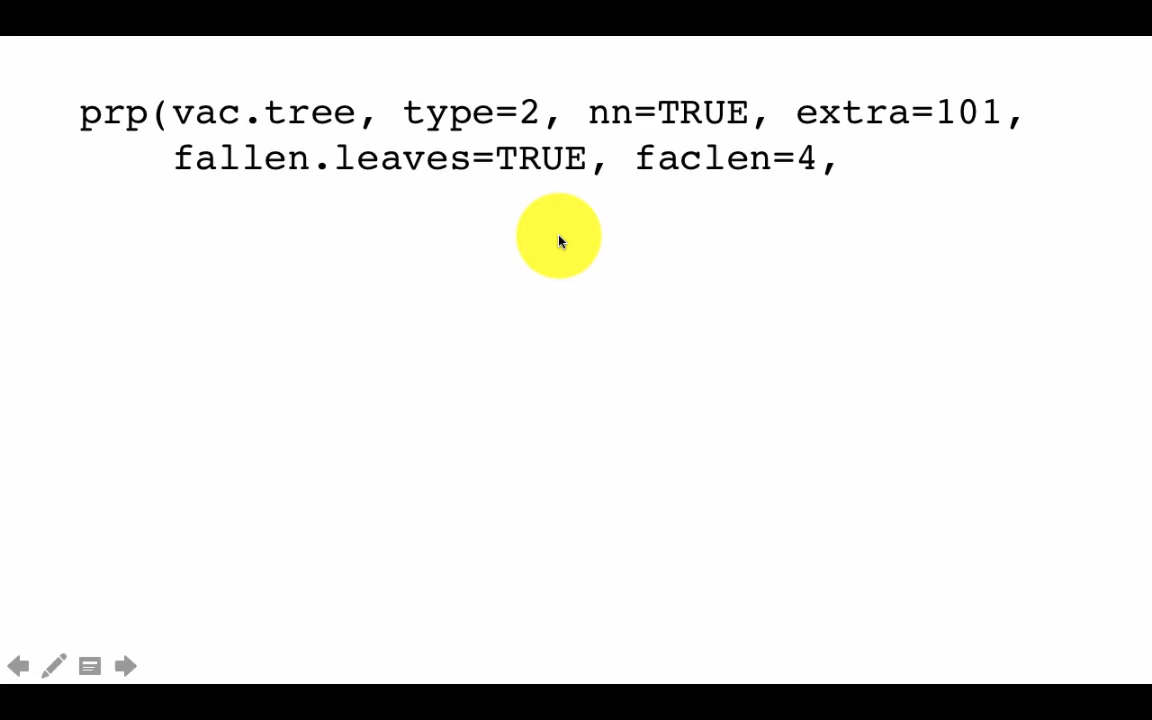 prp(vac.tree, type=2, nn=TRUE, extra=101,
fallen.leaves=TRUE, faclen=4,